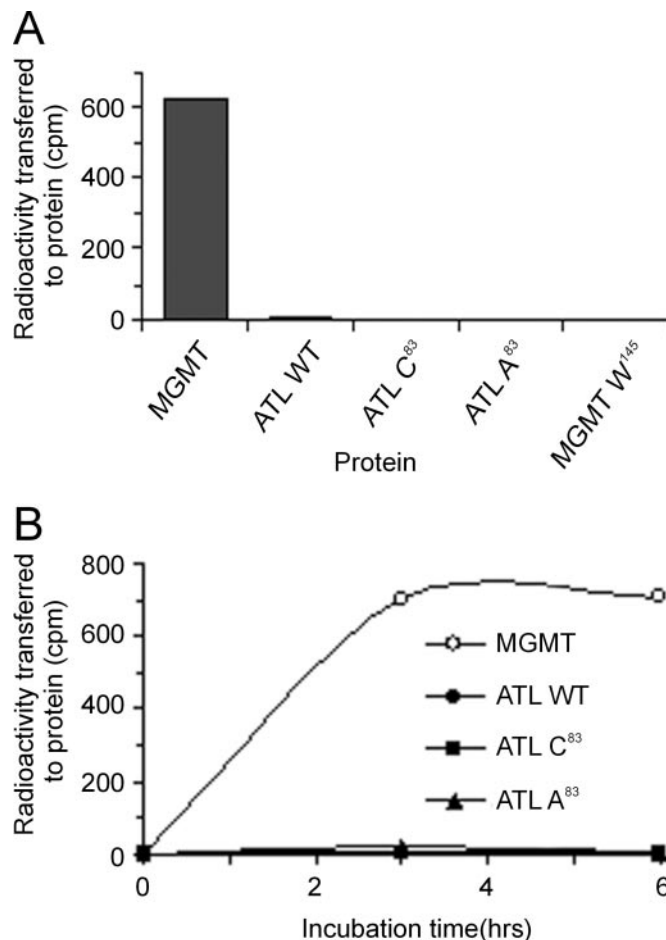 A
Radioactivity transferred
to protein (cpm)
600
400
200
0
MGMT
ATL WT
ATL C⁸³
ATL A⁸³
MGMT W¹⁴⁵
Protein
B
Radioactivity transferred
to protein (cpm)
800
600
400
200
0
MGMT
ATL WT
ATL C⁸³
ATL A⁸³
0
2
4
6
Incubation time(hrs)